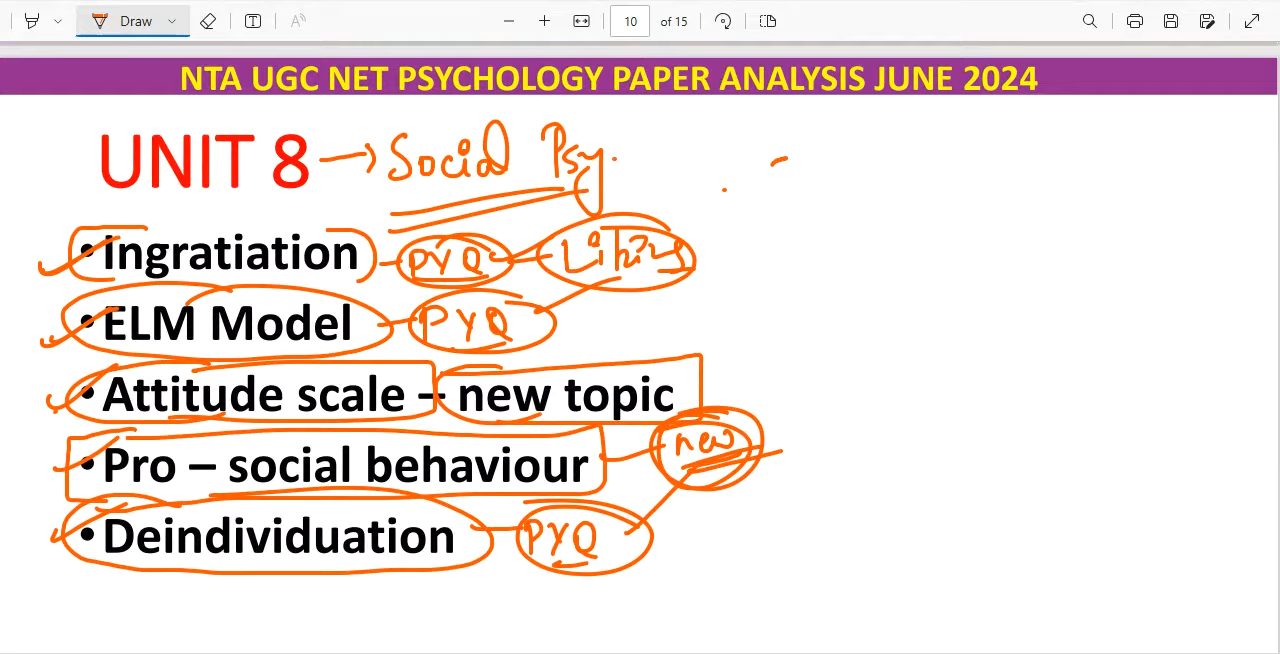 Draw
10 of 15
NTA UGC NET PSYCHOLOGY PAPER ANALYSIS JUNE 2024
UNIT 8 → Social Psy.
• Ingratiation - PYQ - Liking
• ELM Model - PYQ
• Attitude scale – new topic
• Pro – social behaviour - new
• Deindividuation - PYQ